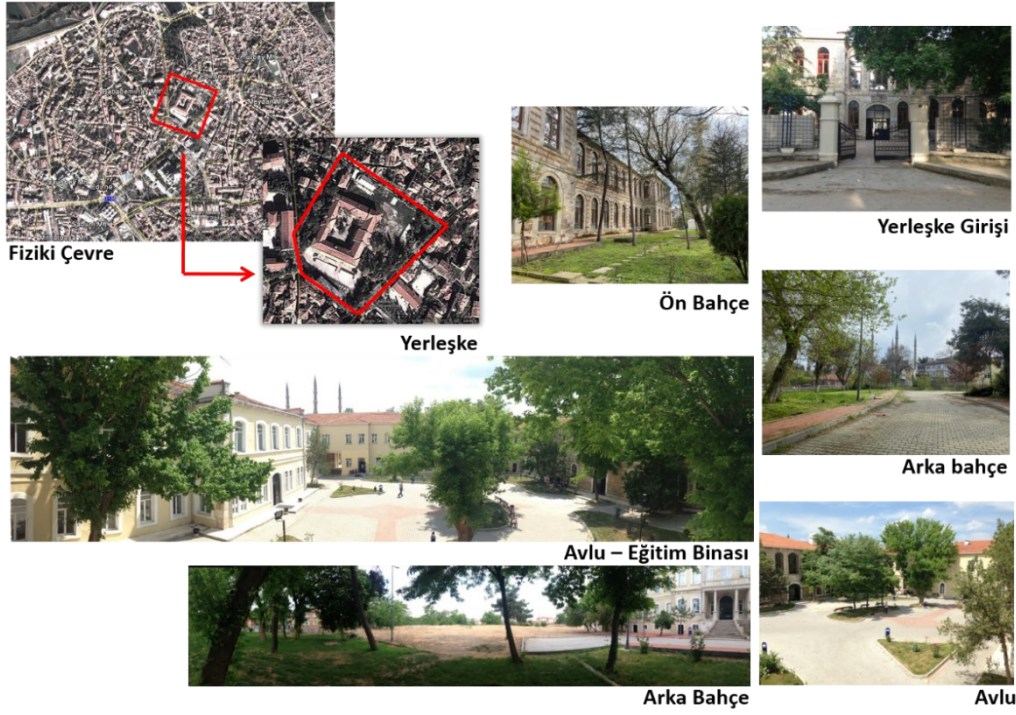 Fiziki Çevre
Yerleşke
Ön Bahçe
Yerleşke Girişi
Arka bahçe
Avlu – Eğitim Binası
Arka Bahçe
Avlu